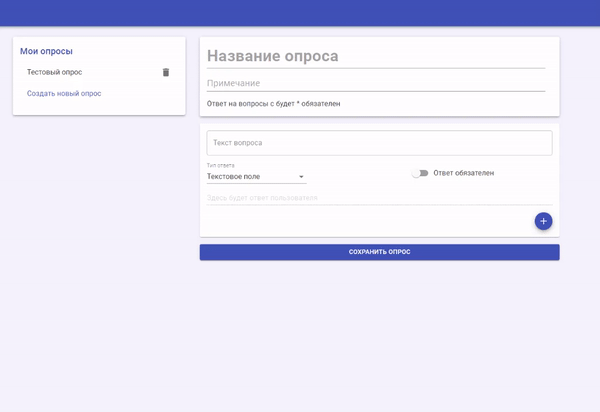 Мои опросы
Тестовый опрос
Создать новый опрос
Название опроса
Примечание
Ответ на вопросы с будет * обязателен
Текст вопроса
Тип ответа
Текстовое поле
Ответ обязателен
Здесь будет ответ пользователя
+
СОХРАНИТЬ ОПРОС